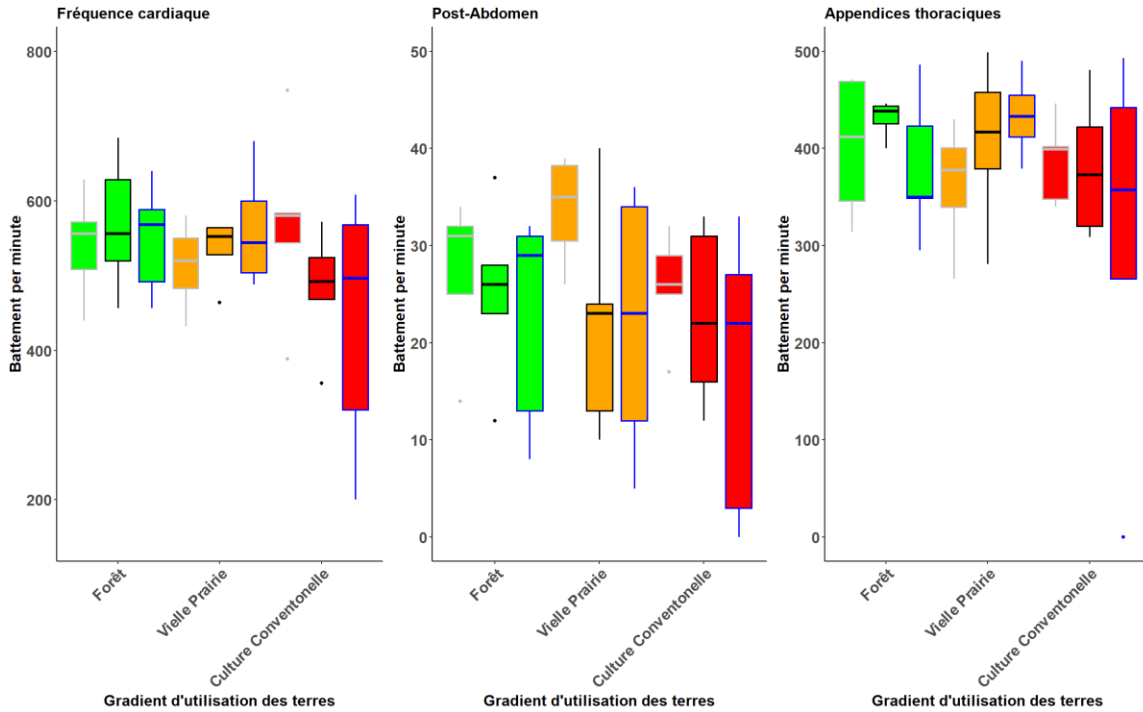 Fréquence cardiaque
Battement per minute
800
600
400
200
Forêt
Vielle Prairie
Culture Conventonelle
Gradient d'utilisation des terres
Post-Abdomen
Battement per minute
50
40
30
20
10
0
Forêt
Vielle Prairie
Culture Conventonelle
Gradient d'utilisation des terres
Appendices thoraciques
Battement per minute
500
400
300
200
100
0
Forêt
Vielle Prairie
Culture Conventonelle
Gradient d'utilisation des terres